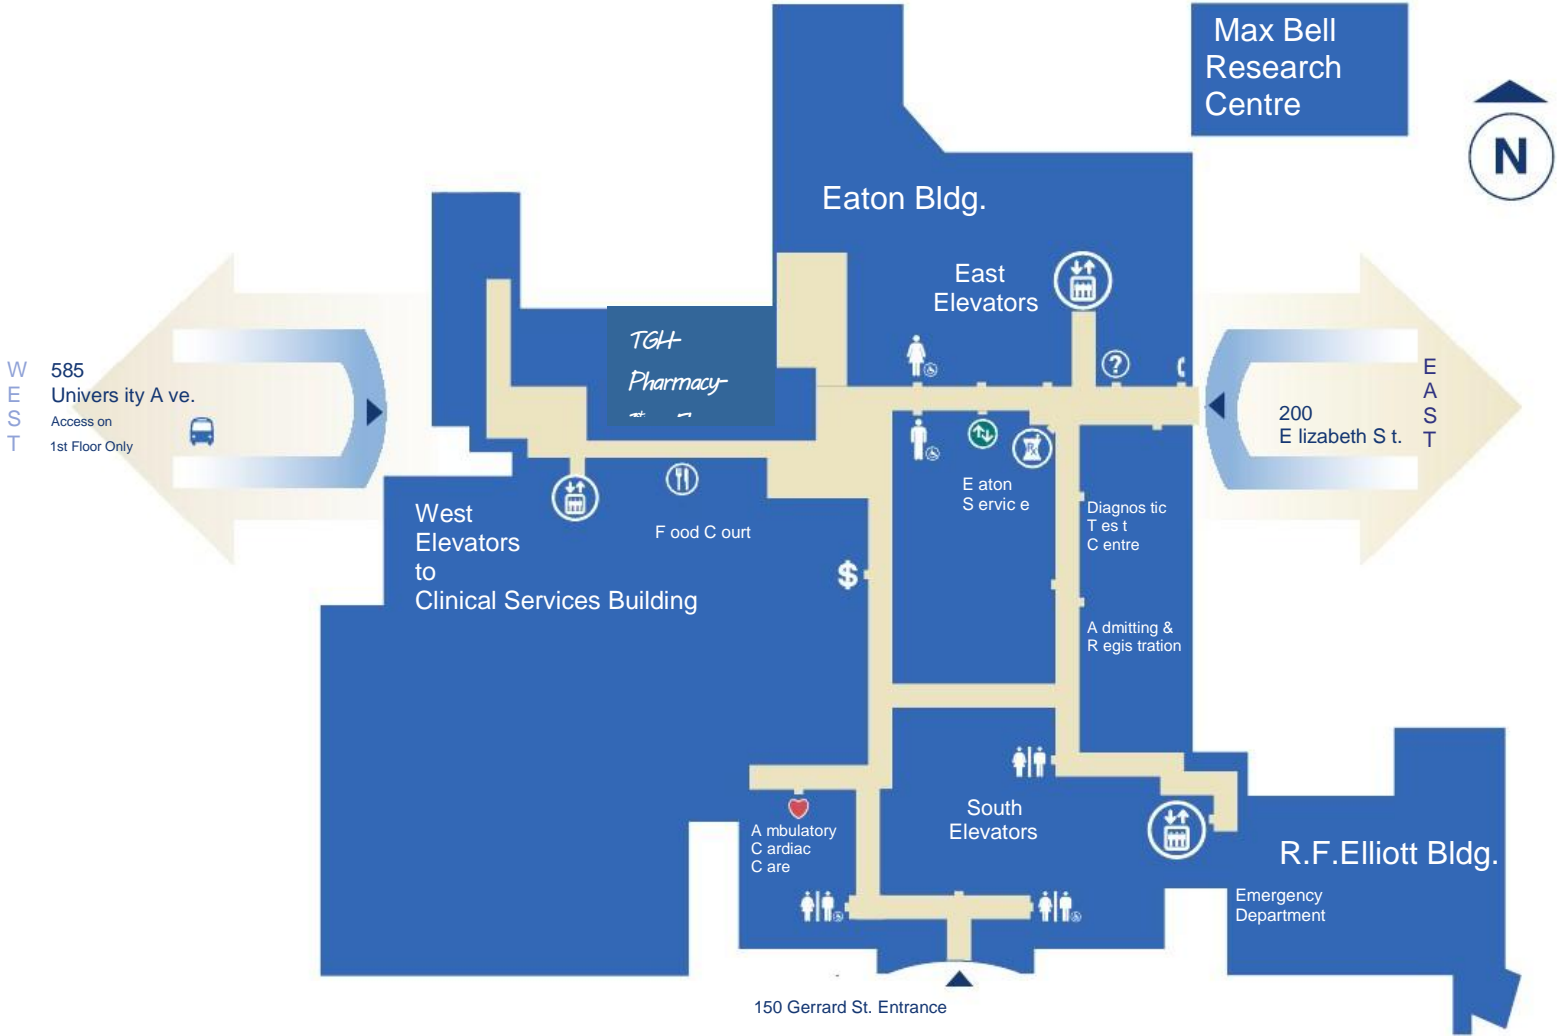 Max Bell
Research
Centre
N
Eaton Bldg.
East
Elevators
TGH
Pharmacy-
W
E
S
T
585
Univers ity A ve.
Access on
1st Floor Only
E
A
S
T
200
E lizabeth S t.
?
E aton
S ervic e
Diagnos tic
T es t
C entre
West
Elevators
to
Clinical Services Building
F ood C ourt
$
A dmitting &
R egis tration
South
Elevators
A mbulatory
C ardiac
C are
R.F.Elliott Bldg.
Emergency
Department
150 Gerrard St. Entrance